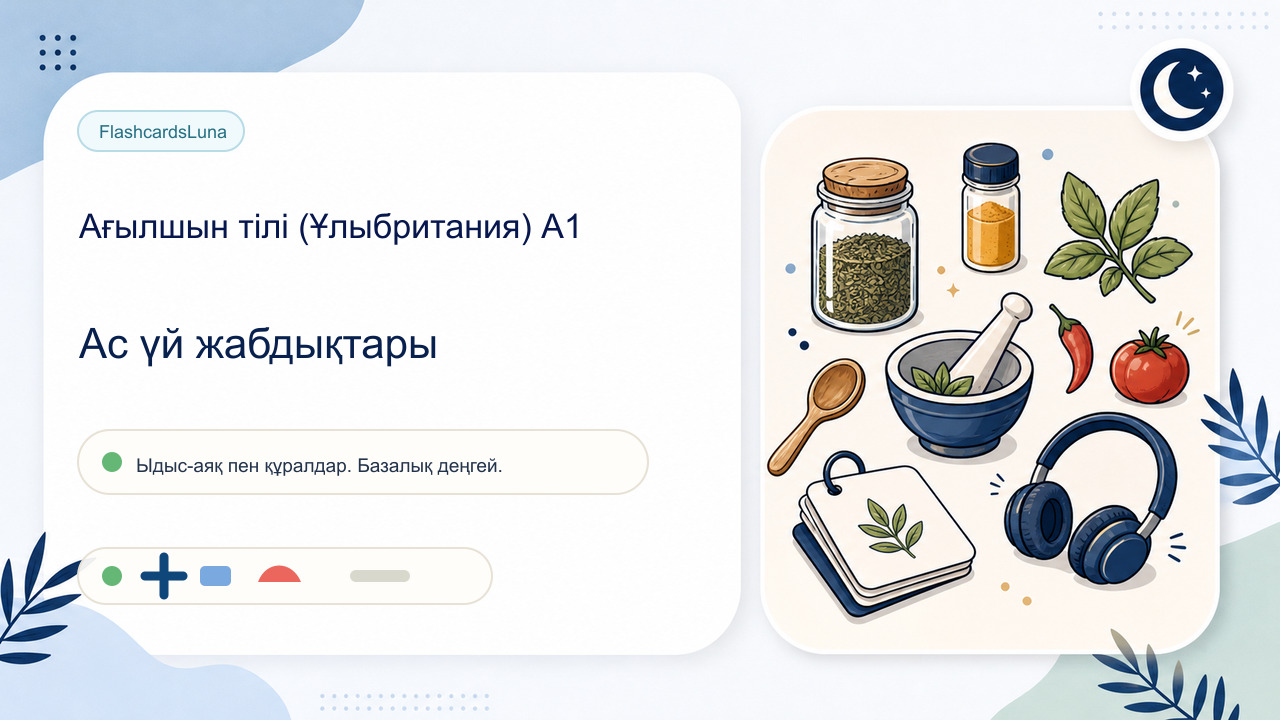 FlashcardsLuna
Ағылшын тілі (Ұлыбритания) A1
Ас үй жабдықтары
Ыдыс-аяқ пен құралдар. Базалық деңгей.